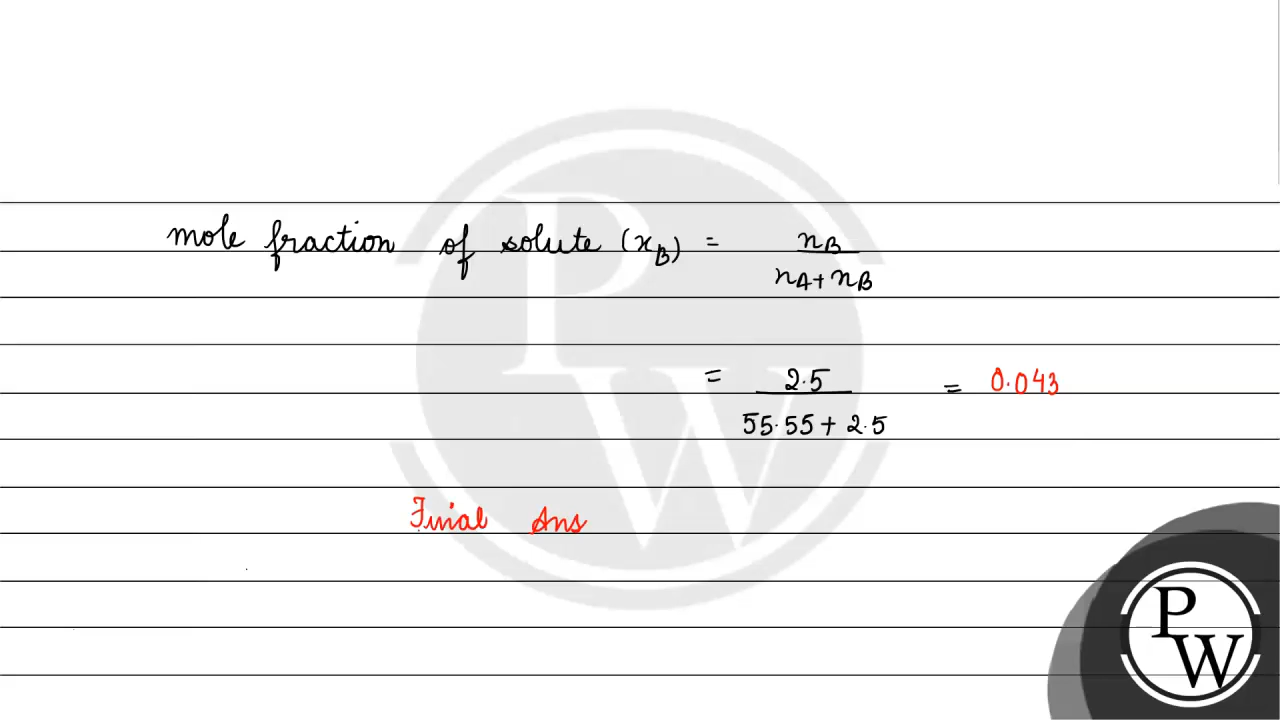 mole fraction of solute (xB) = nB / nA + nB
= 2.5 / 55.55 + 2.5 = 0.043
Final Ans
PW
PW